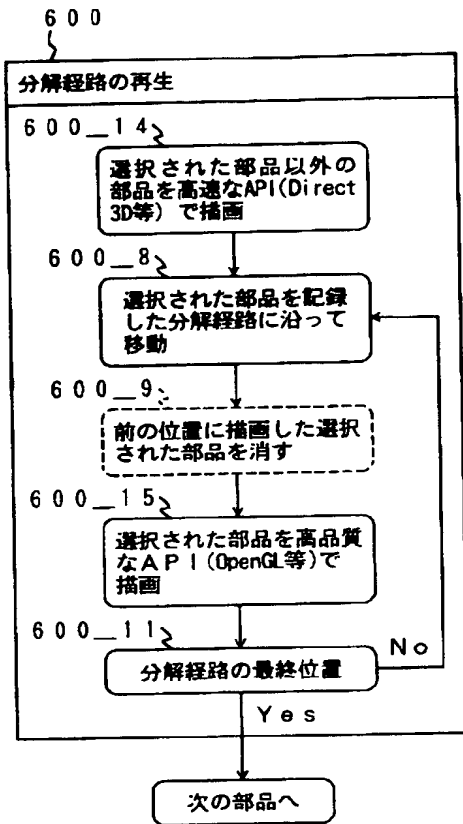 600
分解経路の再生
600_14
選択された部品以外の
部品を高速なAPI(Direct
3D等)で描画
600_8
選択された部品を記録
した分解経路に沿って
移動
600_9
前の位置に描画した選択
された部品を消す
600_15
選択された部品を高品質
なAPI(OpenGL等)で
描画
600_11
分解経路の最終位置
No
Yes
次の部品へ